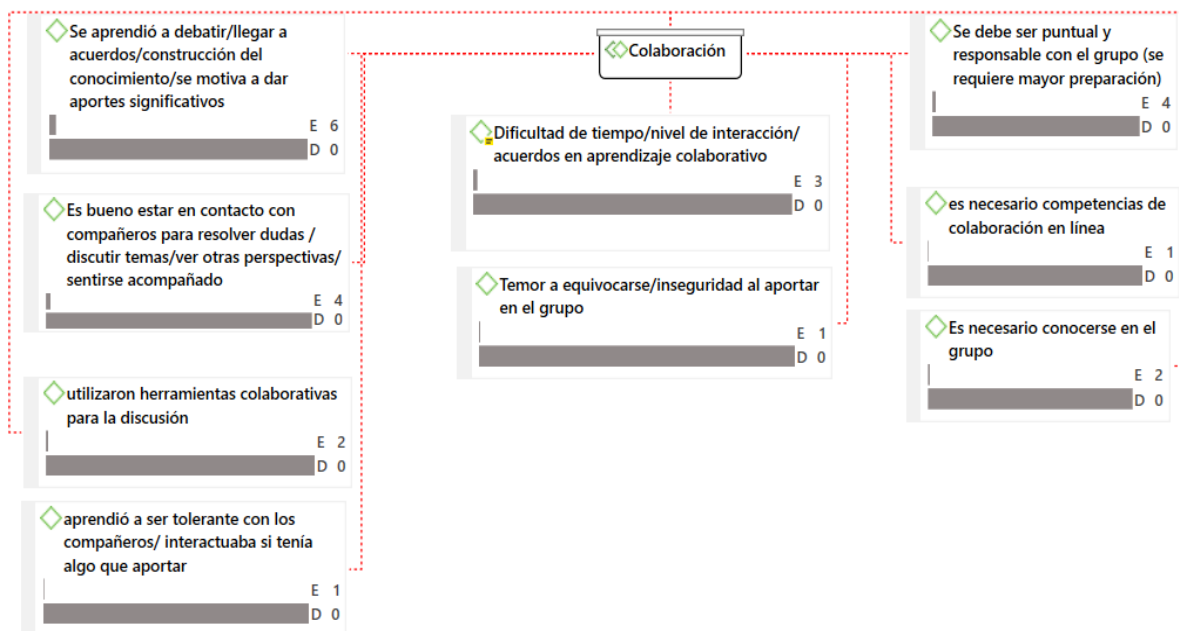 Se aprendió a debatir/llegar a
acuerdos/construcción del
conocimiento/se motiva a dar
aportes significativos
E 6
D 0
Es bueno estar en contacto con
compañeros para resolver dudas /
discutir temas/ver otras perspectivas/
sentirse acompañado
E 4
D 0
utilizaron herramientas colaborativas
para la discusión
E 2
D 0
aprendió a ser tolerante con los
compañeros/ interactuaba si tenía
algo que aportar
E 1
D 0
Colaboración
Dificultad de tiempo/nivel de interacción/
acuerdos en aprendizaje colaborativo
E 3
D 0
Temor a equivocarse/inseguridad al aportar
en el grupo
E 1
D 0
Se debe ser puntual y
responsable con el grupo (se
requiere mayor preparación)
E 4
D 0
es necesario competencias de
colaboración en línea
E 1
D 0
Es necesario conocerse en el
grupo
E 2
D 0